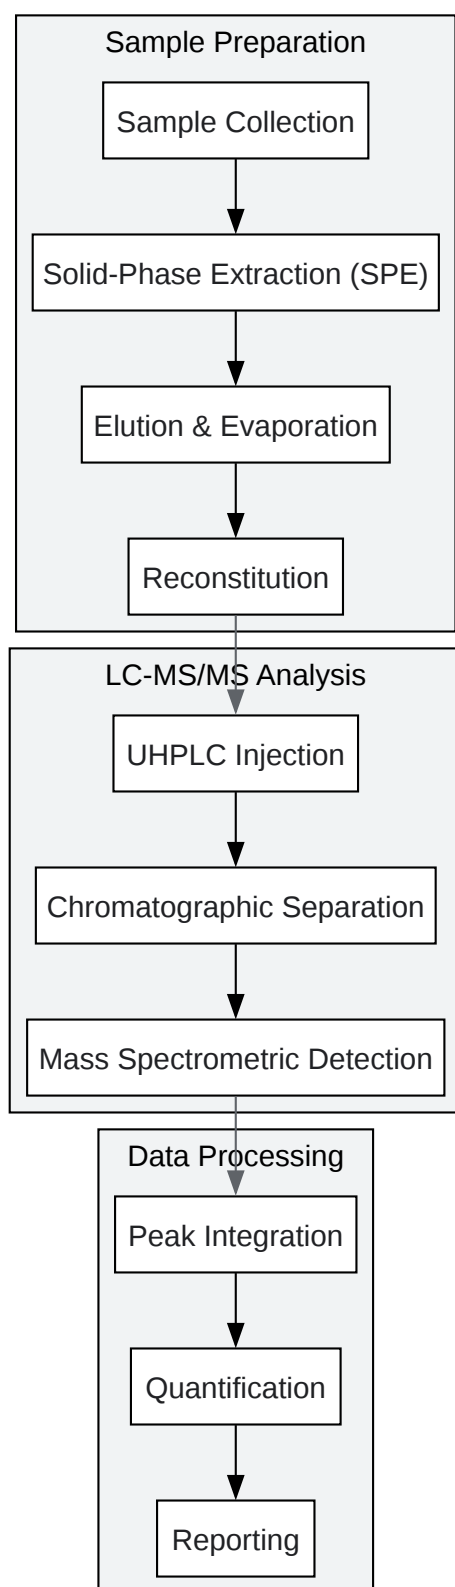 Sample Preparation
Sample Collection
Solid-Phase Extraction (SPE)
Elution & Evaporation
Reconstitution
LC-MS/MS Analysis
UHPLC Injection
Chromatographic Separation
Mass Spectrometric Detection
Data Processing
Peak Integration
Quantification
Reporting